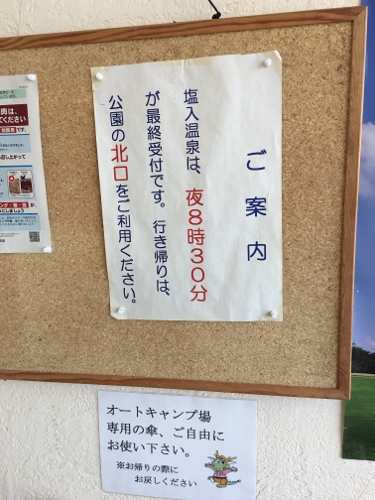 ご案内
塩入温泉は、夜8時30分
が最終受付です。行き帰りは、
公園の北口をご利用ください。
オートキャンプ場
専用の傘、ご自由に
お使い下さい。
※お帰りの際に
お戻しください